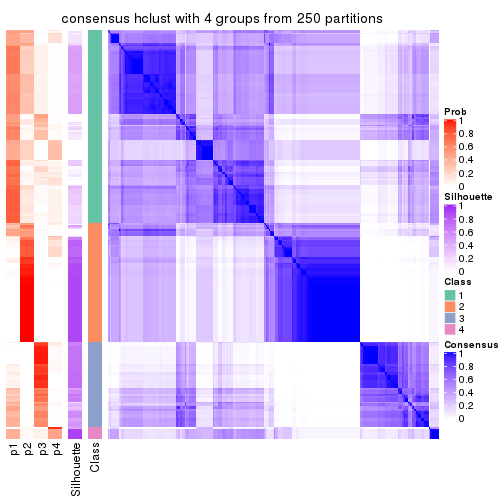 consensus hclust with 4 groups from 250 partitions
Prob
1
0.8
0.6
0.4
0.2
0
Silhouette
1
0.8
0.6
0.4
0.2
0
Class
1
2
3
4
Consensus
1
0.8
0.6
0.4
0.2
0
p1
p2
p3
p4
Silhouette
Class